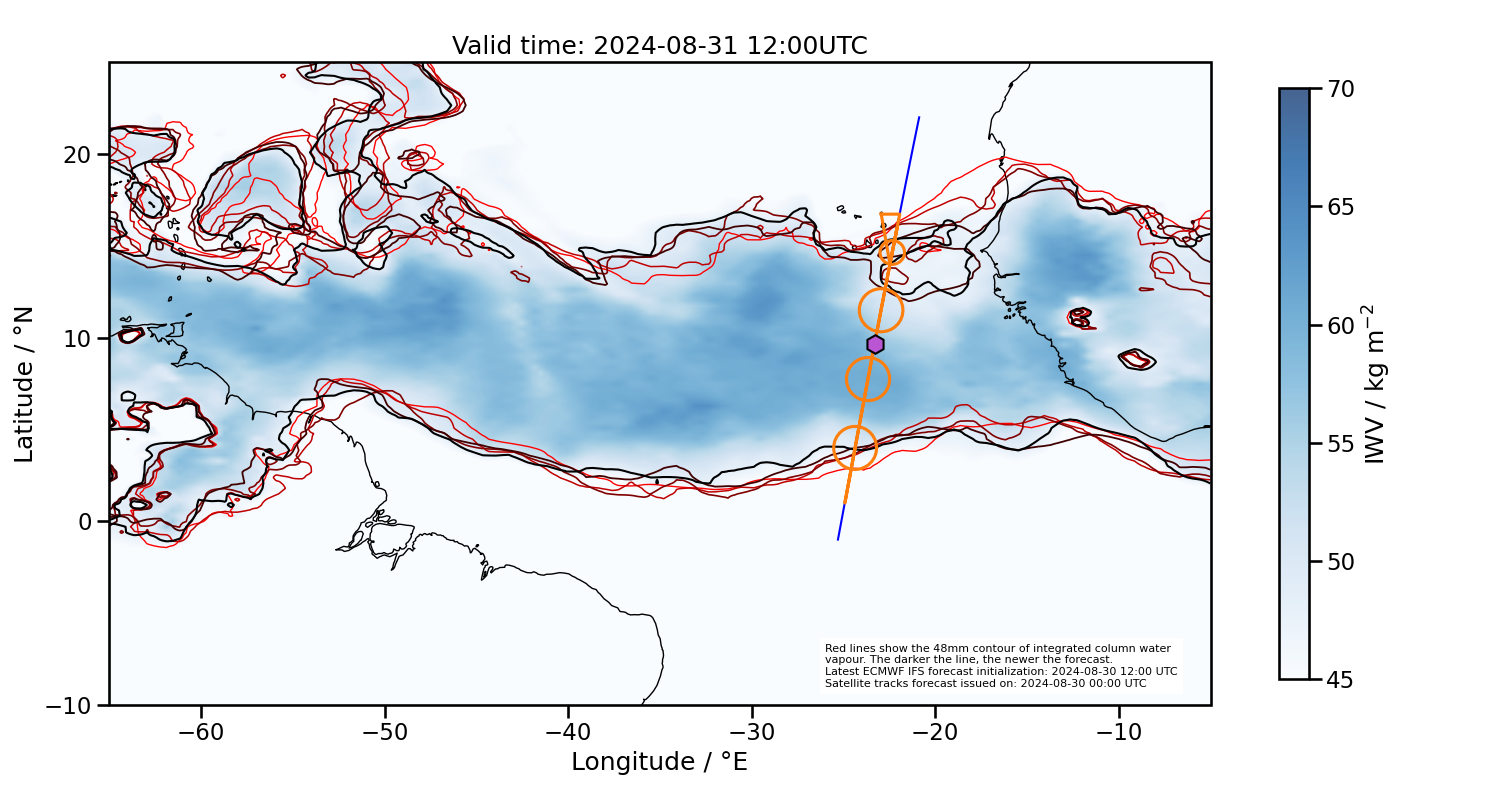 Valid time: 2024-08-31 12:00UTC
20
10
0
−10
Latitude / °N
−60
−50
−40
−30
−20
−10
Longitude / °E
Red lines show the 48mm contour of integrated column water
vapour. The darker the line, the newer the forecast.
Latest ECMWF IFS forecast initialization: 2024-08-30 12:00 UTC
Satellite tracks forecast issued on: 2024-08-30 00:00 UTC
70
65
60
55
50
45
IWV / kg m⁻²